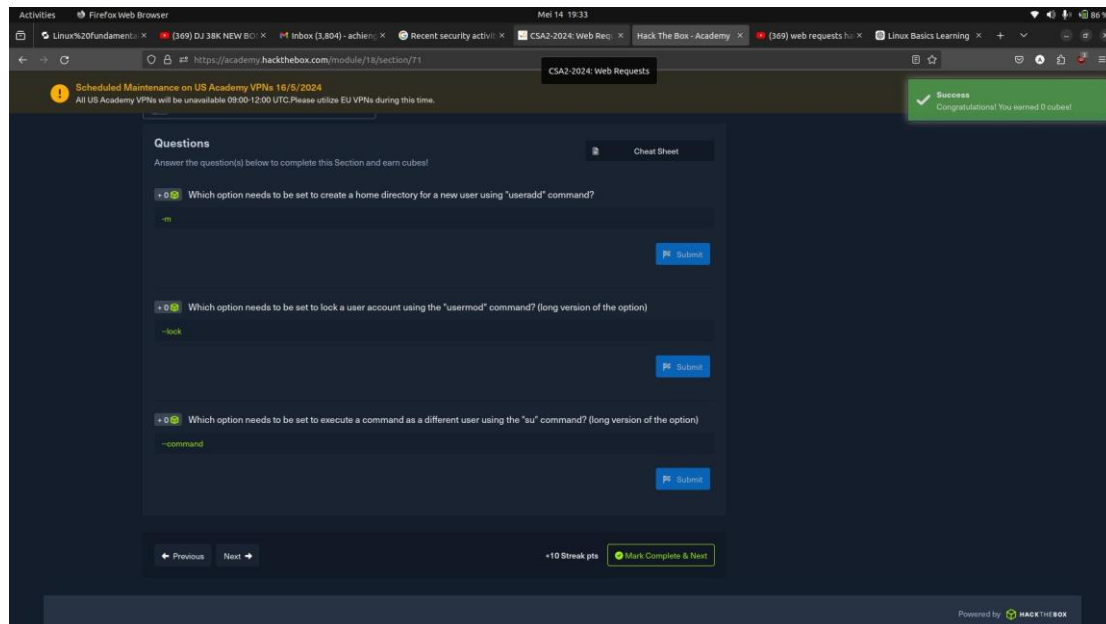 Activities Firefox Web Browser Mei 14 19:33 86%
Linux%20fundamenta × (369) DJ 38K NEW BO × Inbox (3,804) - achieng × Recent security activit × CSA2-2024: Web Req × Hack The Box - Academy × (369) web requests ha × Linux Basics Learning ×
https://academy.hackthebox.com/module/18/section/71
CSA2-2024: Web Requests
Scheduled Maintenance on US Academy VPNs 16/5/2024
All US Academy VPNs will be unavailable 09:00-12:00 UTC.Please utilize EU VPNs during this time.
Success
Congratulations! You earned 0 cubes!
Questions
Answer the question(s) below to complete this Section and earn cubes!
Cheat Sheet
+ 0 Which option needs to be set to create a home directory for a new user using "useradd" command?
-m
Submit
+ 0 Which option needs to be set to lock a user account using the "usermod" command? (long version of the option)
--lock
Submit
+ 0 Which option needs to be set to execute a command as a different user using the "su" command? (long version of the option)
--command
Submit
Previous Next +10 Streak pts Mark Complete & Next
Powered by HACKTHEBOX